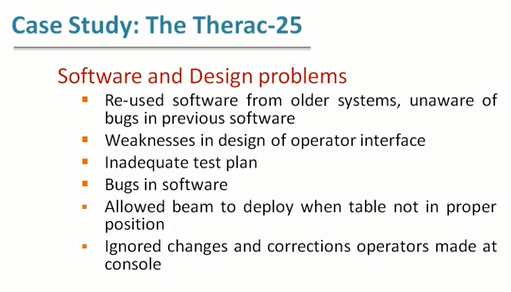 Case Study: The Therac-25
Software and Design problems
▪ Re-used software from older systems, unaware of
bugs in previous software
▪ Weaknesses in design of operator interface
▪ Inadequate test plan
▪ Bugs in software
▪ Allowed beam to deploy when table not in proper
position
▪ Ignored changes and corrections operators made at
console